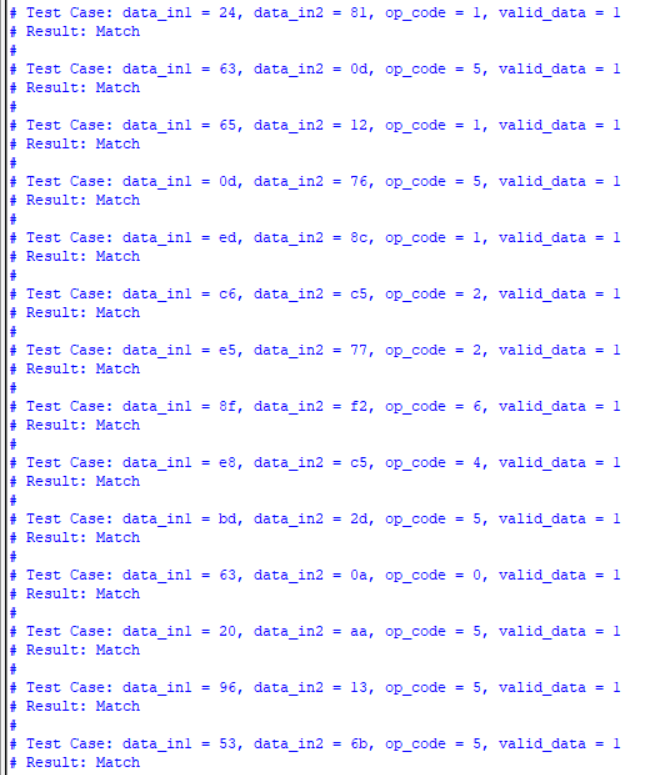 # Test Case: data_in1 = 24, data_in2 = 81, op_code = 1, valid_data = 1
# Result: Match
#
# Test Case: data_in1 = 63, data_in2 = 0d, op_code = 5, valid_data = 1
# Result: Match
#
# Test Case: data_in1 = 65, data_in2 = 12, op_code = 1, valid_data = 1
# Result: Match
#
# Test Case: data_in1 = 0d, data_in2 = 76, op_code = 5, valid_data = 1
# Result: Match
#
# Test Case: data_in1 = ed, data_in2 = 8c, op_code = 1, valid_data = 1
# Result: Match
#
# Test Case: data_in1 = c6, data_in2 = c5, op_code = 2, valid_data = 1
# Result: Match
#
# Test Case: data_in1 = e5, data_in2 = 77, op_code = 2, valid_data = 1
# Result: Match
#
# Test Case: data_in1 = 8f, data_in2 = f2, op_code = 6, valid_data = 1
# Result: Match
#
# Test Case: data_in1 = e8, data_in2 = c5, op_code = 4, valid_data = 1
# Result: Match
#
# Test Case: data_in1 = bd, data_in2 = 2d, op_code = 5, valid_data = 1
# Result: Match
#
# Test Case: data_in1 = 63, data_in2 = 0a, op_code = 0, valid_data = 1
# Result: Match
#
# Test Case: data_in1 = 20, data_in2 = aa, op_code = 5, valid_data = 1
# Result: Match
#
# Test Case: data_in1 = 96, data_in2 = 13, op_code = 5, valid_data = 1
# Result: Match
#
# Test Case: data_in1 = 53, data_in2 = 6b, op_code = 5, valid_data = 1
# Result: Match